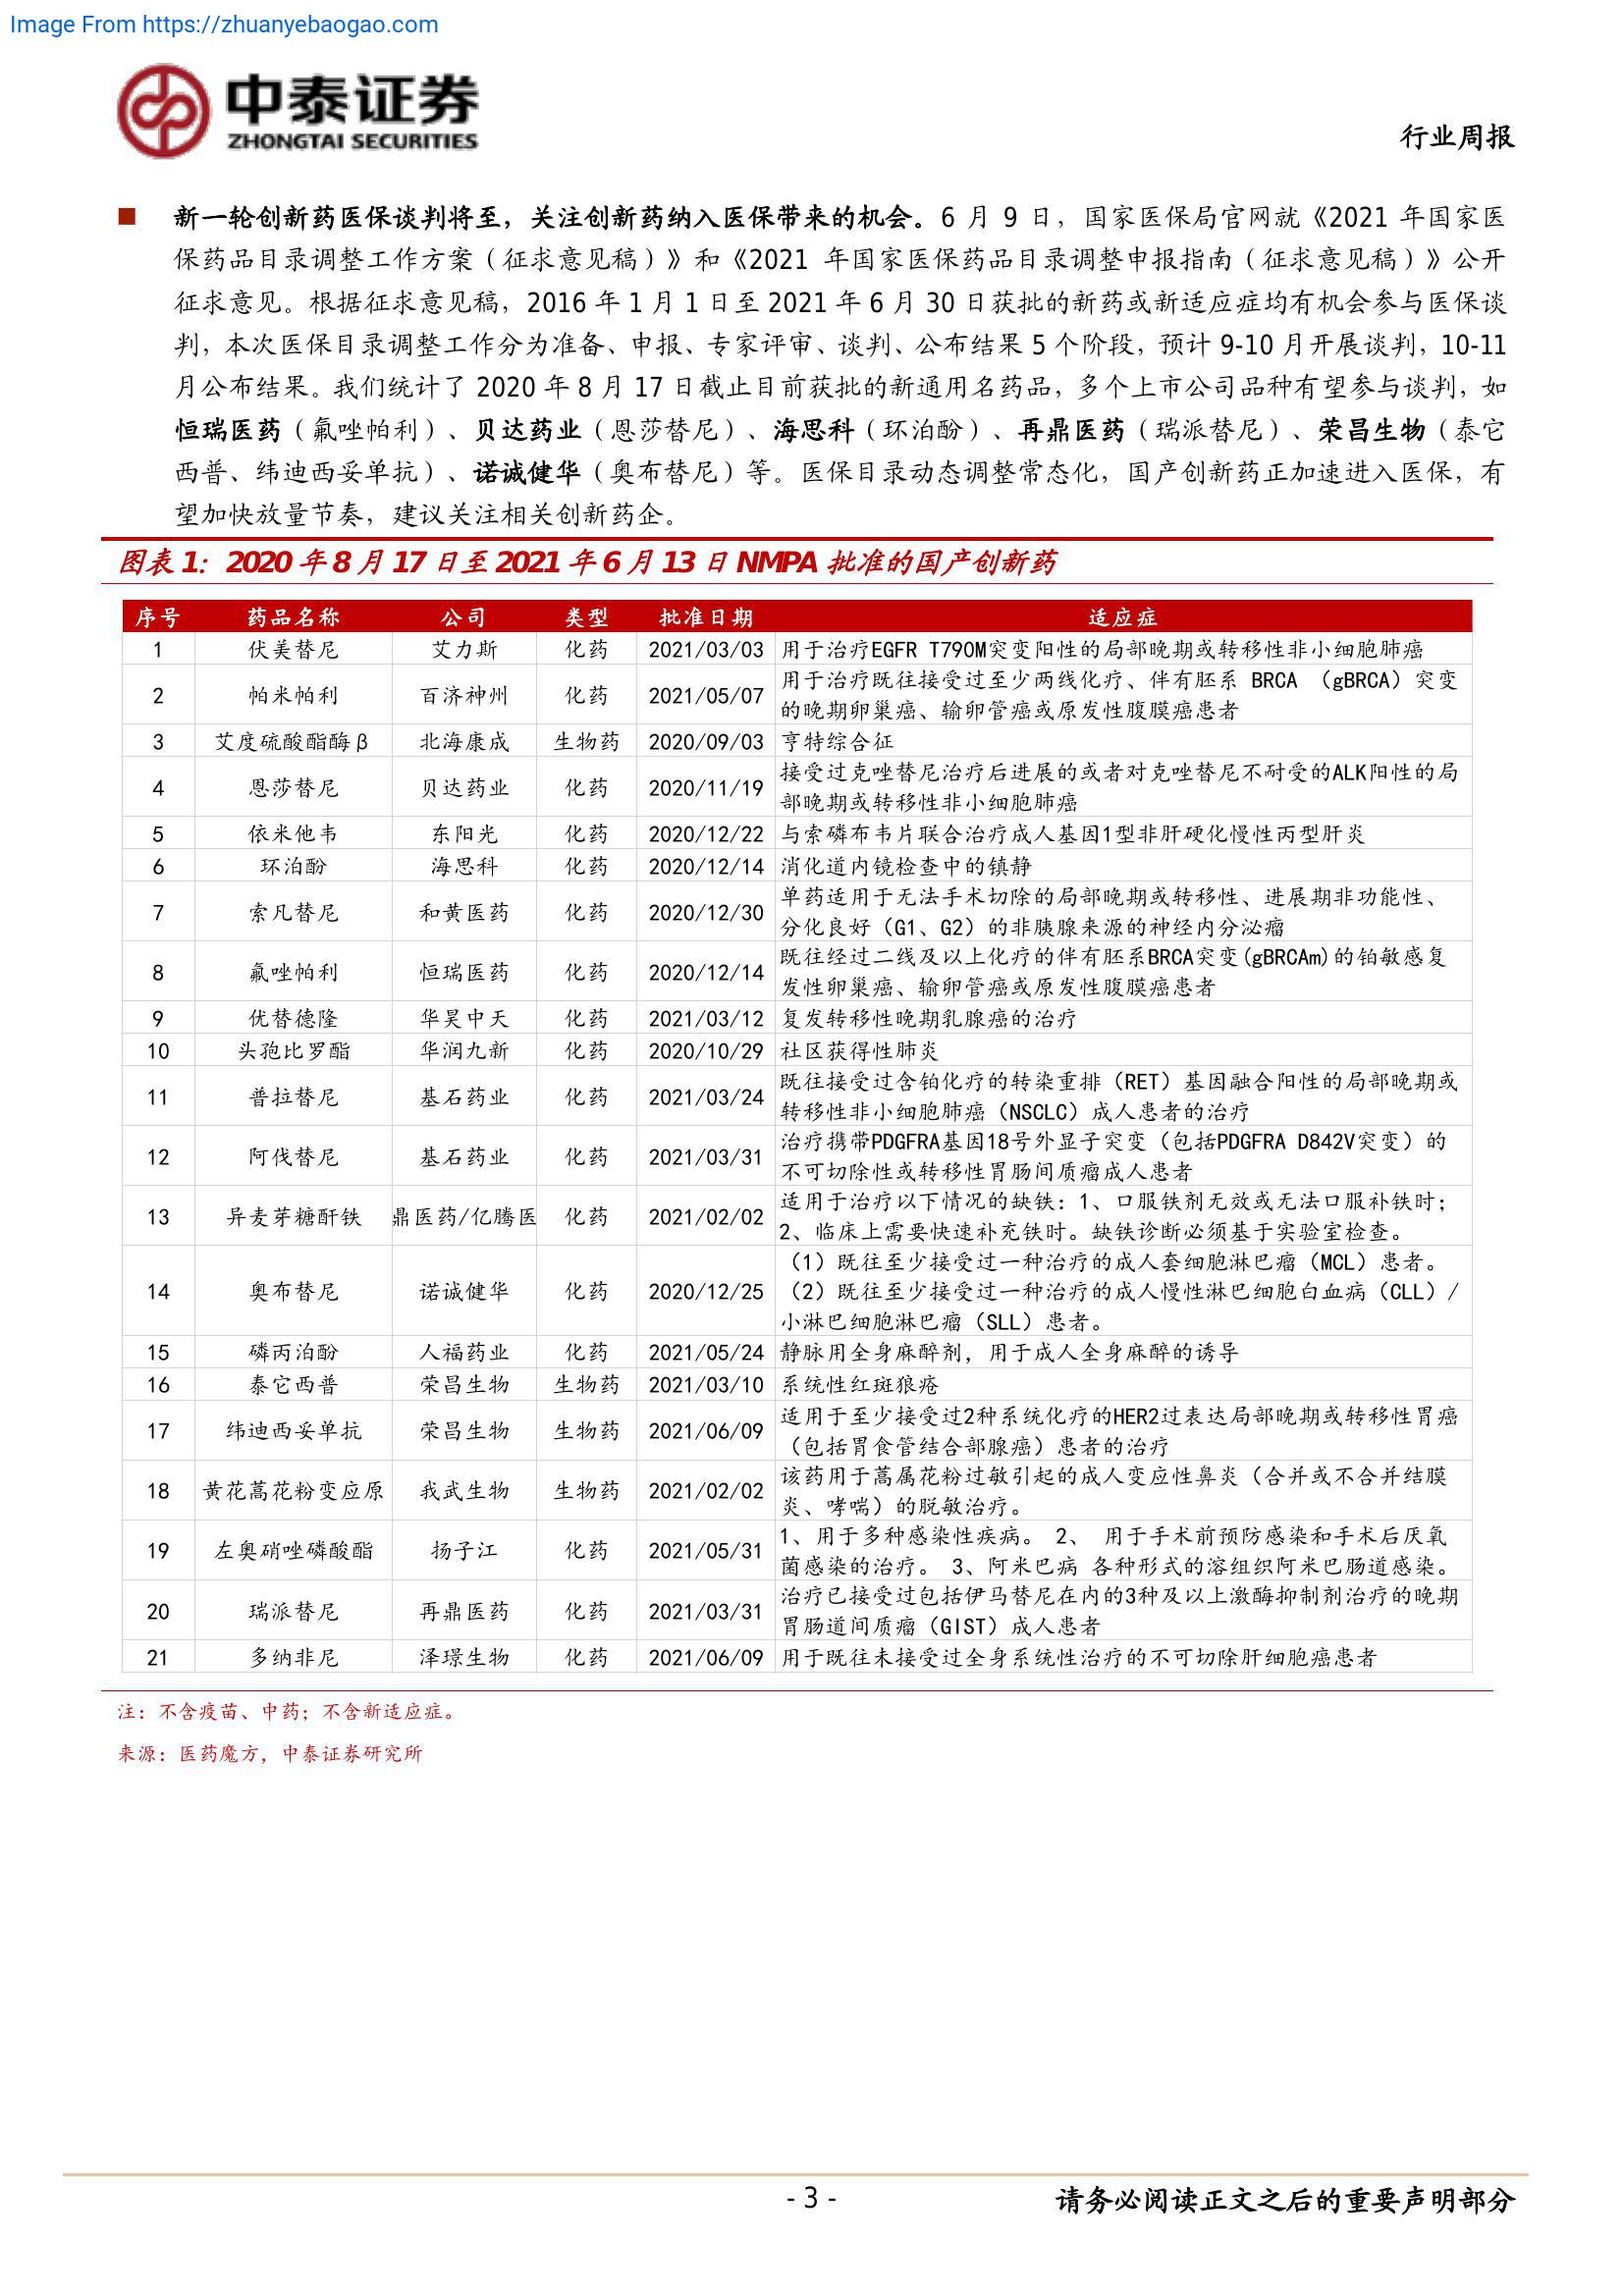 Image From https://zhuanyebaogao.com
中泰证券
ZHONGTAI SECURITIES
行业周报
■ 新一轮创新药医保谈判将至，关注创新药纳入医保带来的机会。6 月 9 日，国家医保局官网就《2021 年国家医
保药品目录调整工作方案（征求意见稿）》和《2021 年国家医保药品目录调整申报指南（征求意见稿）》公开
征求意见。根据征求意见稿，2016 年 1 月 1 日至 2021 年 6 月 30 日获批的新药或新适应症均有机会参与医保谈
判，本次医保目录调整工作分为准备、申报、专家评审、谈判、公布结果 5 个阶段，预计 9-10 月开展谈判，10-11
月公布结果。我们统计了 2020 年 8 月 17 日截止目前获批的新通用名药品，多个上市公司品种有望参与谈判，如
恒瑞医药（氟唑帕利）、贝达药业（恩莎替尼）、海思科（环泊酚）、再鼎医药（瑞派替尼）、荣昌生物（泰它
西普、纬迪西妥单抗）、诺诚健华（奥布替尼）等。医保目录动态调整常态化，国产创新药正加速进入医保，有
望加快放量节奏，建议关注相关创新药企。
图表 1：2020 年 8 月 17 日至 2021 年 6 月 13 日 NMPA 批准的国产创新药
序号 药品名称 公司 类型 批准日期 适应症
1 伏美替尼 艾力斯 化药 2021/03/03 用于治疗EGFR T790M突变阳性的局部晚期或转移性非小细胞肺癌
2 帕米帕利 百济神州 化药 2021/05/07 用于治疗既往接受过至少两线化疗、伴有胚系 BRCA （gBRCA）突变
的晚期卵巢癌、输卵管癌或原发性腹膜癌患者
3 艾度硫酸酯酶β 北海康成 生物药 2020/09/03 亨特综合征
4 恩莎替尼 贝达药业 化药 2020/11/19 接受过克唑替尼治疗后进展的或者对克唑替尼不耐受的ALK阳性的局
部晚期或转移性非小细胞肺癌
5 依米他韦 东阳光 化药 2020/12/22 与索磷布韦片联合治疗成人基因1型非肝硬化慢性丙型肝炎
6 环泊酚 海思科 化药 2020/12/14 消化道内镜检查中的镇静
7 索凡替尼 和黄医药 化药 2020/12/30 单药适用于无法手术切除的局部晚期或转移性、进展期非功能性、
分化良好（G1、G2）的非胰腺来源的神经内分泌瘤
8 氟唑帕利 恒瑞医药 化药 2020/12/14 既往经过二线及以上化疗的伴有胚系BRCA突变(gBRCAm)的铂敏感复
发性卵巢癌、输卵管癌或原发性腹膜癌患者
9 优替德隆 华昊中天 化药 2021/03/12 复发转移性晚期乳腺癌的治疗
10 头孢比罗酯 华润九新 化药 2020/10/29 社区获得性肺炎
11 普拉替尼 基石药业 化药 2021/03/24 既往接受过含铂化疗的转染重排（RET）基因融合阳性的局部晚期或
转移性非小细胞肺癌（NSCLC）成人患者的治疗
12 阿伐替尼 基石药业 化药 2021/03/31 治疗携带PDGFRA基因18号外显子突变（包括PDGFRA D842V突变）的
不可切除性或转移性胃肠间质瘤成人患者
13 异麦芽糖酐铁 鼎医药/亿腾医 化药 2021/02/02 适用于治疗以下情况的缺铁：1、口服铁剂无效或无法口服补铁时；
2、临床上需要快速补充铁时。缺铁诊断必须基于实验室检查。
14 奥布替尼 诺诚健华 化药 2020/12/25 （1）既往至少接受过一种治疗的成人套细胞淋巴瘤（MCL）患者。
（2）既往至少接受过一种治疗的成人慢性淋巴细胞白血病（CLL）/
小淋巴细胞淋巴瘤（SLL）患者。
15 磷丙泊酚 人福药业 化药 2021/05/24 静脉用全身麻醉剂，用于成人全身麻醉的诱导
16 泰它西普 荣昌生物 生物药 2021/03/10 系统性红斑狼疮
17 纬迪西妥单抗 荣昌生物 生物药 2021/06/09 适用于至少接受过2种系统化疗的HER2过表达局部晚期或转移性胃癌
（包括胃食管结合部腺癌）患者的治疗
18 黄花蒿花粉变应原 我武生物 生物药 2021/02/02 该药用于蒿属花粉过敏引起的成人变应性鼻炎（合并或不合并结膜
炎、哮喘）的脱敏治疗。
19 左奥硝唑磷酸酯 扬子江 化药 2021/05/31 1、用于多种感染性疾病。 2、 用于手术前预防感染和手术后厌氧
菌感染的治疗。 3、阿米巴病 各种形式的溶组织阿米巴肠道感染。
20 瑞派替尼 再鼎医药 化药 2021/03/31 治疗已接受过包括伊马替尼在内的3种及以上激酶抑制剂治疗的晚期
胃肠道间质瘤（GIST）成人患者
21 多纳非尼 泽璟生物 化药 2021/06/09 用于既往未接受过全身系统性治疗的不可切除肝细胞癌患者
注：不含疫苗、中药；不含新适应症。
来源：医药魔方，中泰证券研究所
- 3 -
请务必阅读正文之后的重要声明部分